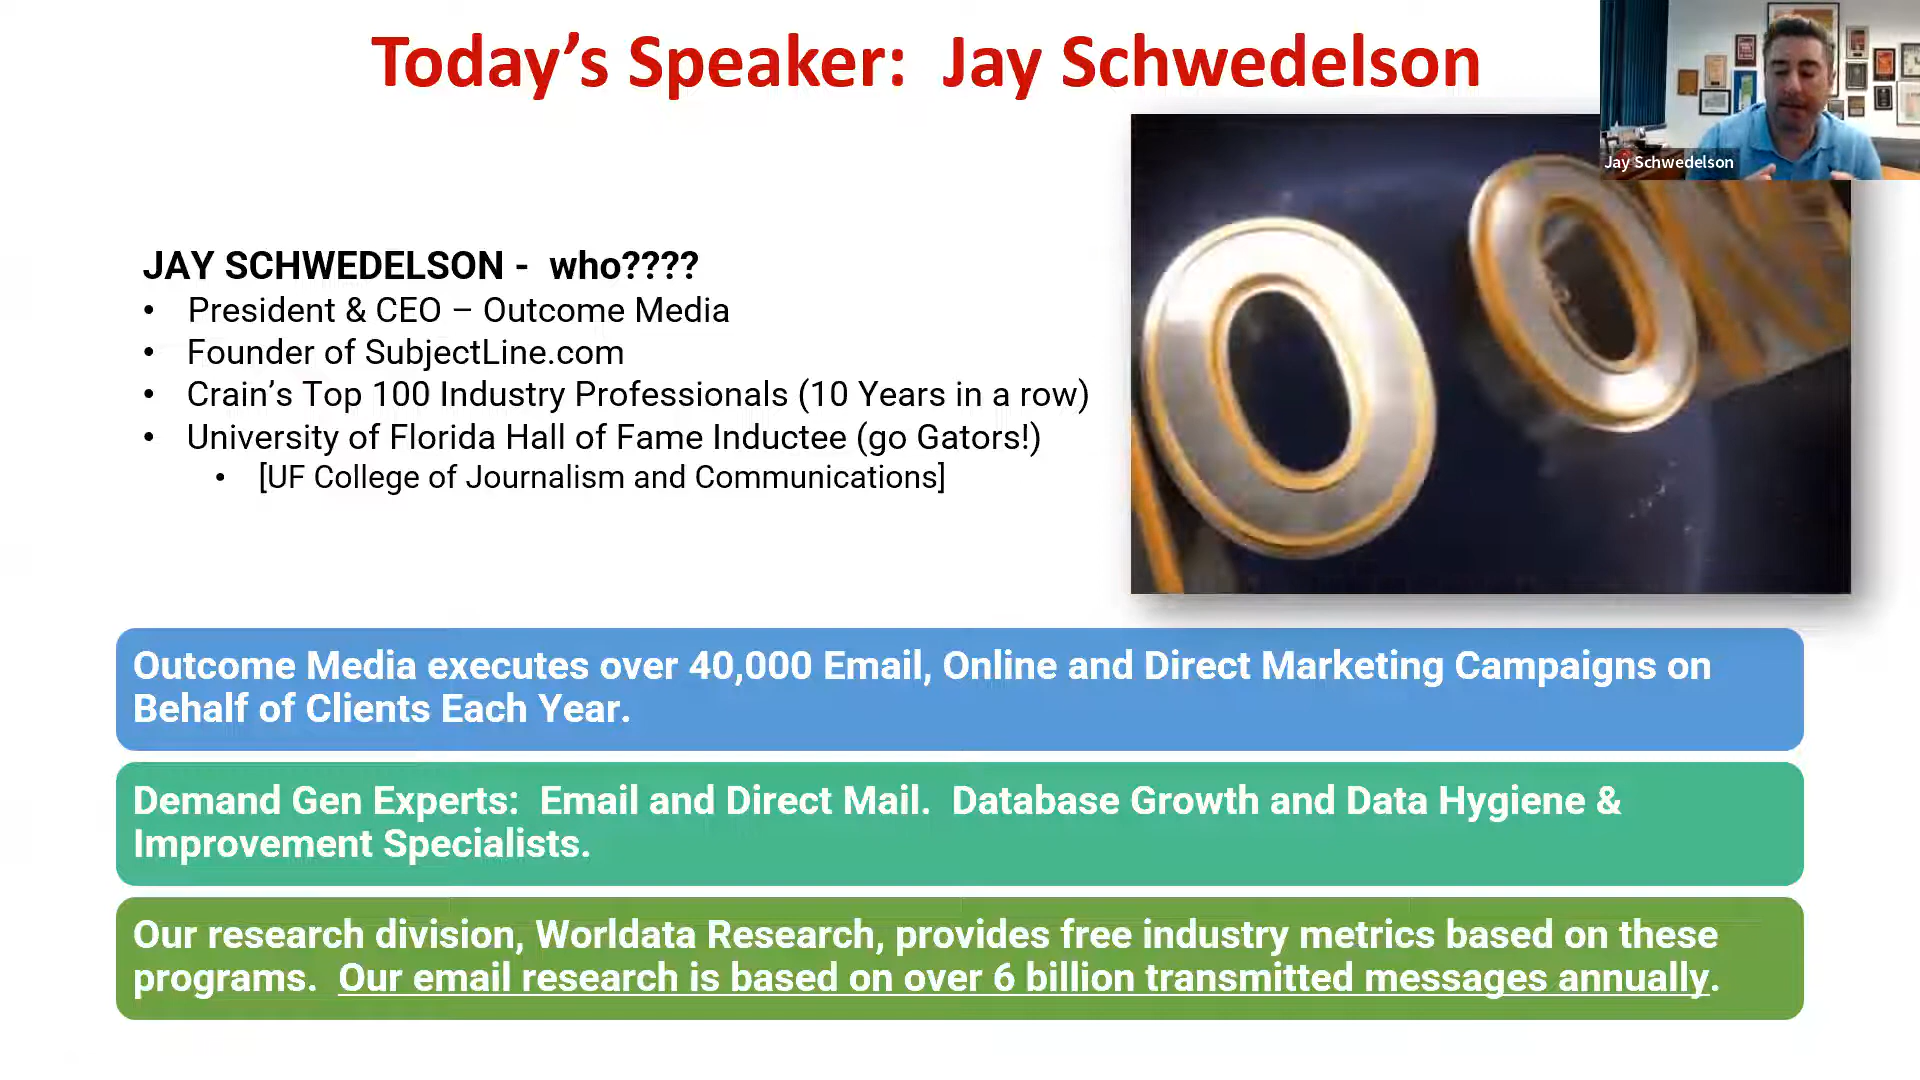 Today’s Speaker:  Jay Schwedelson
Jay Schwedelson
JAY SCHWEDELSON -  who????
• President & CEO – Outcome Media
• Founder of SubjectLine.com
• Crain’s Top 100 Industry Professionals (10 Years in a row)
• University of Florida Hall of Fame Inductee (go Gators!)
• [UF College of Journalism and Communications]
Outcome Media executes over 40,000 Email, Online and Direct Marketing Campaigns on
Behalf of Clients Each Year.
Demand Gen Experts:  Email and Direct Mail.  Database Growth and Data Hygiene &
Improvement Specialists.
Our research division, Worldata Research, provides free industry metrics based on these
programs.  Our email research is based on over 6 billion transmitted messages annually.